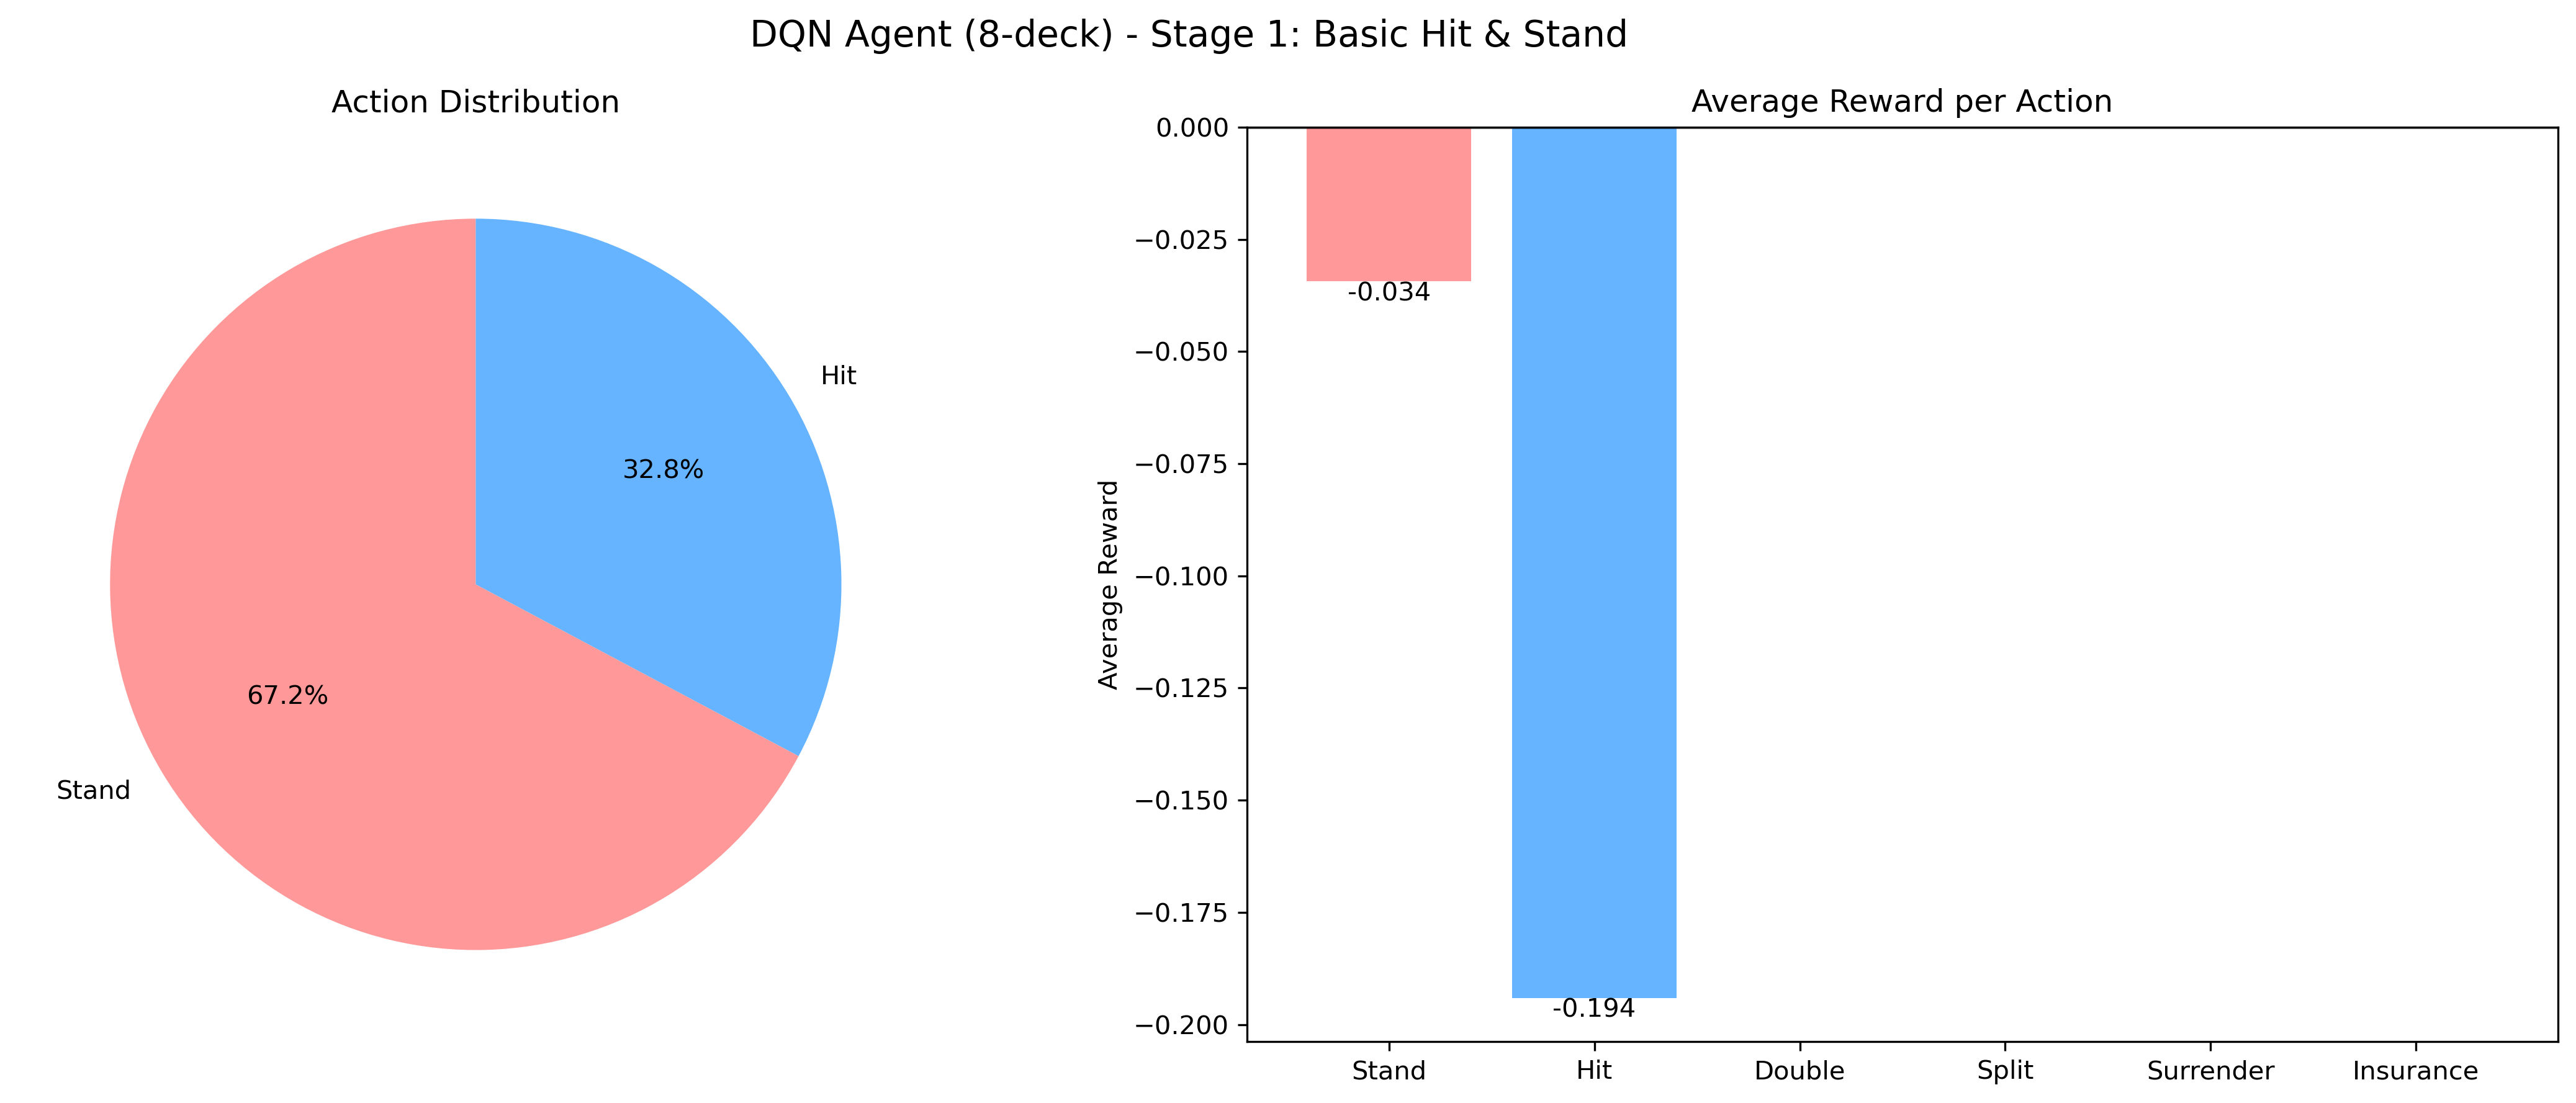 DQN Agent (8-deck) - Stage 1: Basic Hit & Stand
Action Distribution
Hit
32.8%
67.2%
Stand
Average Reward per Action
Average Reward
0.000
−0.025
−0.050
−0.075
−0.100
−0.125
−0.150
−0.175
−0.200
-0.034
-0.194
Stand Hit Double Split Surrender Insurance